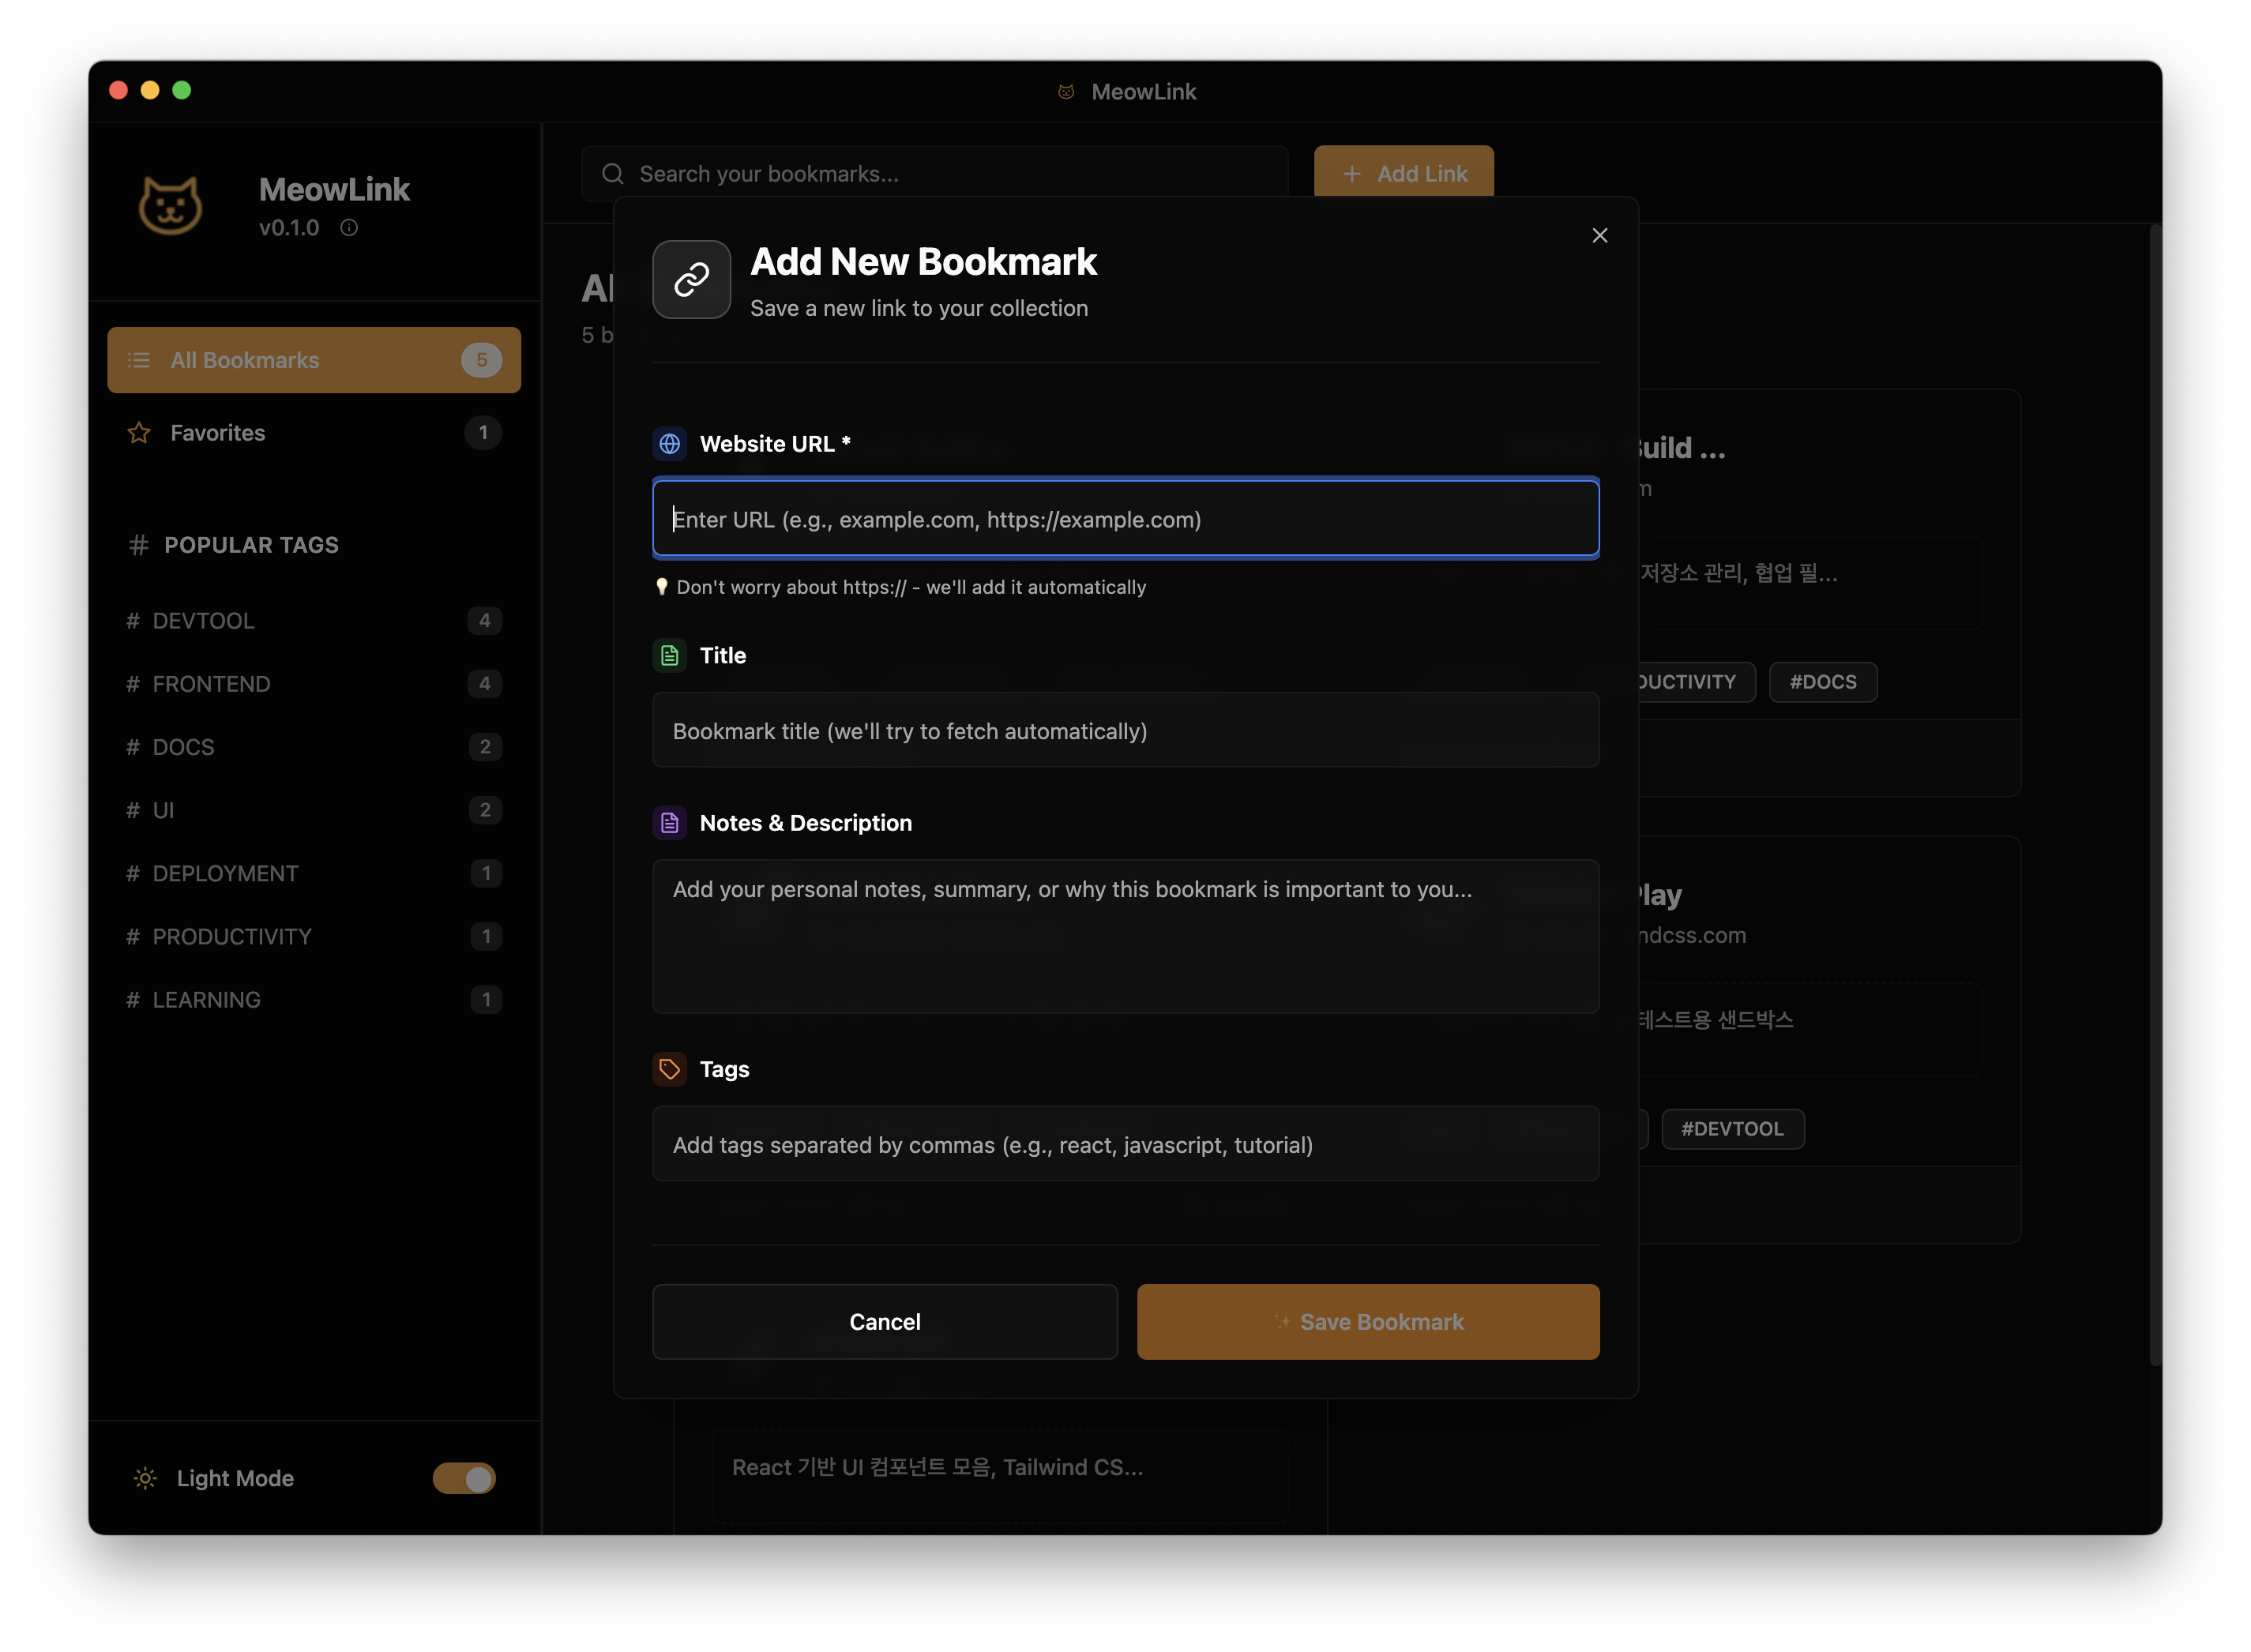 MeowLink
MeowLink
v0.1.0
Search your bookmarks...
+ Add Link
All Bookmarks 5
Favorites 1
# POPULAR TAGS
# DEVTOOL 4
# FRONTEND 4
# DOCS 2
# UI 2
# DEPLOYMENT 1
# PRODUCTIVITY 1
# LEARNING 1
Light Mode
5
Add New Bookmark
Save a new link to your collection
Website URL *
Enter URL (e.g., example.com, https://example.com)
Don't worry about https:// - we'll add it automatically
Title
Bookmark title (we'll try to fetch automatically)
Notes & Description
Add your personal notes, summary, or why this bookmark is important to you...
Tags
Add tags separated by commas (e.g., react, javascript, tutorial)
Cancel
Save Bookmark
...
저장소 관리, 협업 필...
#DOCS
테스트용 샌드박스
#DEVTOOL
React 기반 UI 컴포넌트 모음, Tailwind CS...